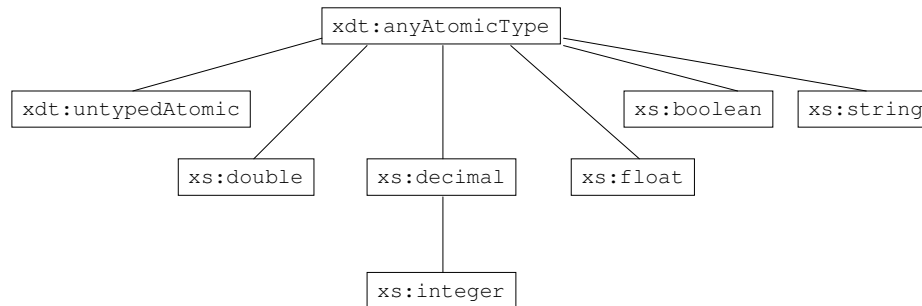 xdt:anyAtomicType
xdt:untypedAtomic
xs:boolean
xs:string
xs:double
xs:decimal
xs:float
xs:integer